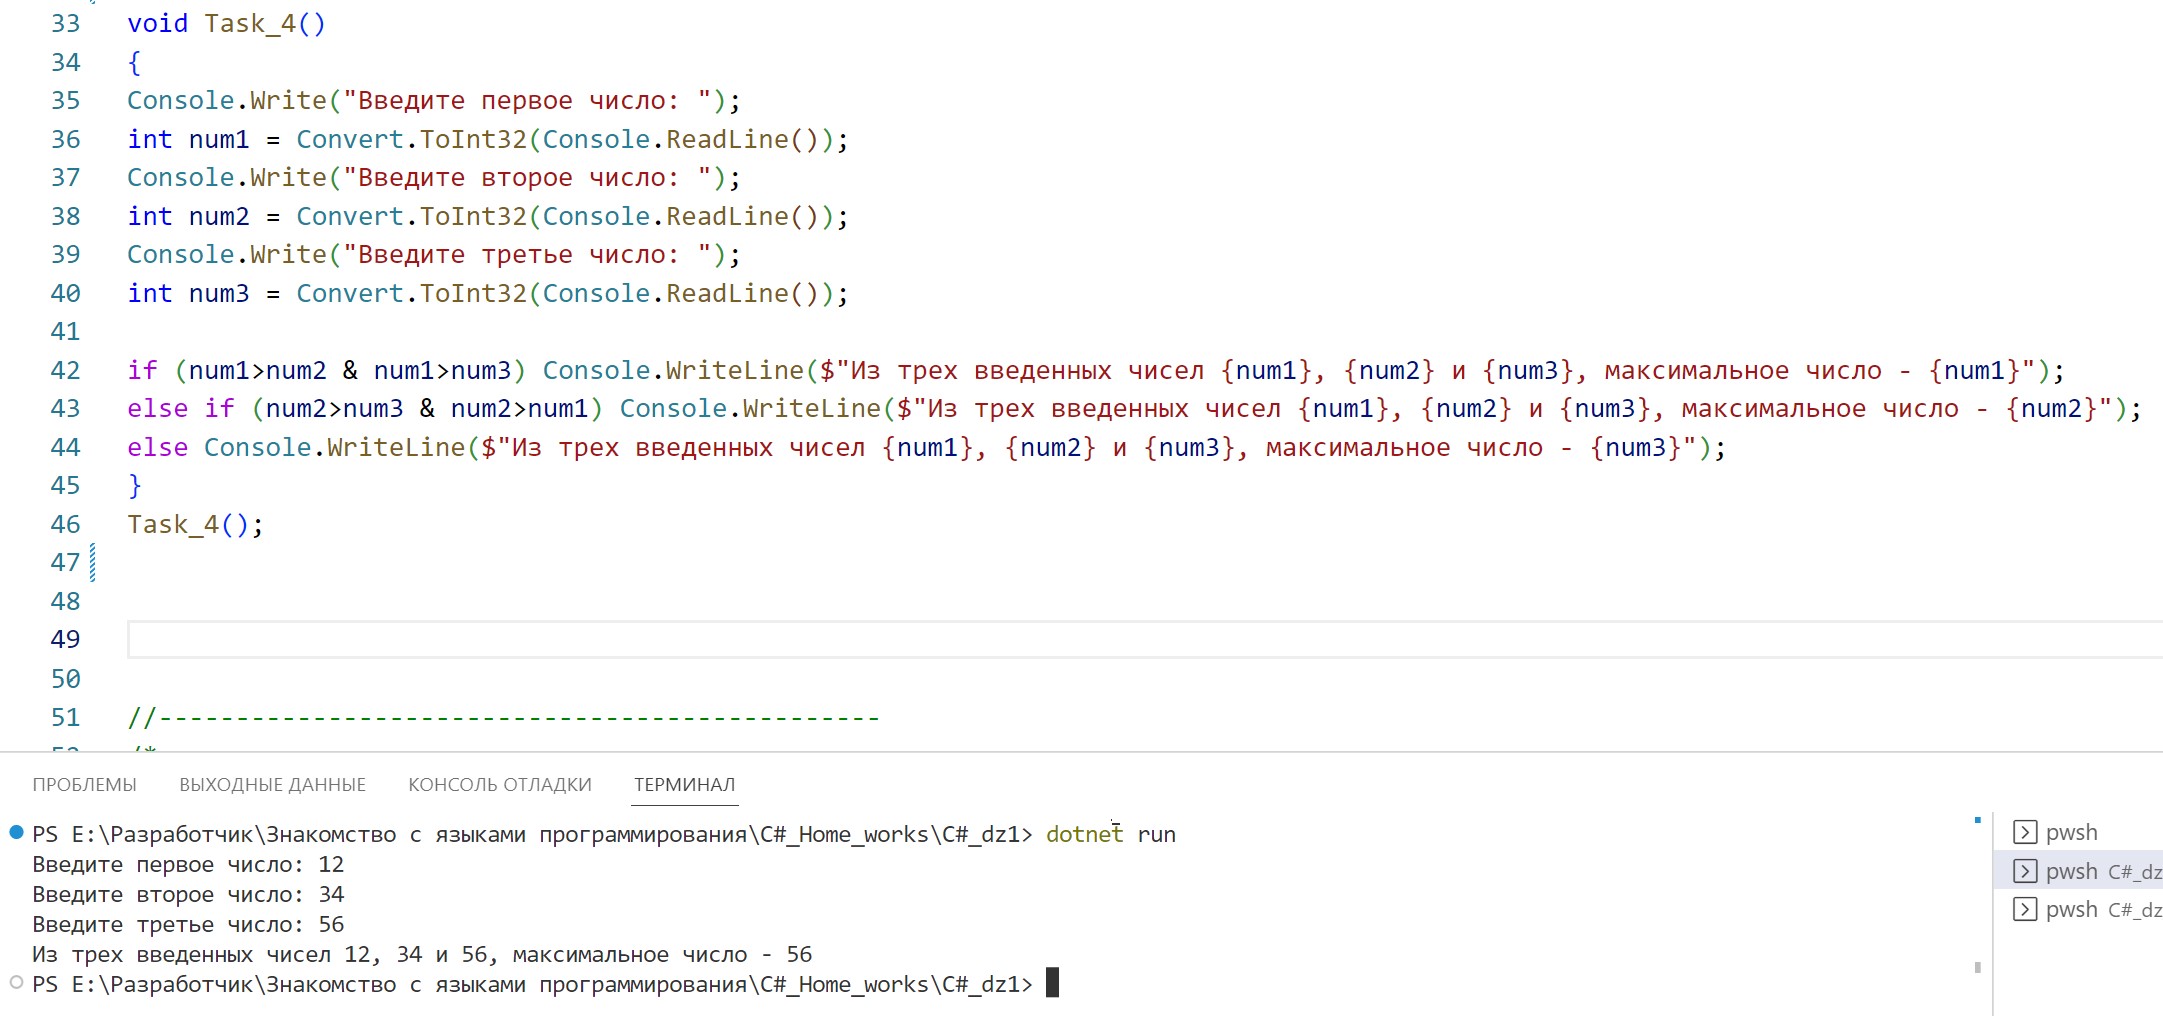 33 void Task_4()
34 {
35 Console.Write("Введите первое число: ");
36 int num1 = Convert.ToInt32(Console.ReadLine());
37 Console.Write("Введите второе число: ");
38 int num2 = Convert.ToInt32(Console.ReadLine());
39 Console.Write("Введите третье число: ");
40 int num3 = Convert.ToInt32(Console.ReadLine());
41
42 if (num1>num2 & num1>num3) Console.WriteLine($"Из трех введенных чисел {num1}, {num2} и {num3}, максимальное число - {num1}");
43 else if (num2>num3 & num2>num1) Console.WriteLine($"Из трех введенных чисел {num1}, {num2} и {num3}, максимальное число - {num2}");
44 else Console.WriteLine($"Из трех введенных чисел {num1}, {num2} и {num3}, максимальное число - {num3}");
45 }
46 Task_4();
47
48
49
50
51 //-----------------------------------------------
52 /*
ПРОБЛЕМЫ ВЫХОДНЫЕ ДАННЫЕ КОНСОЛЬ ОТЛАДКИ ТЕРМИНАЛ
PS E:\Разработчик\Знакомство с языками программирования\C#_Home_works\C#_dz1> dotnet run
Введите первое число: 12
Введите второе число: 34
Введите третье число: 56
Из трех введенных чисел 12, 34 и 56, максимальное число - 56
PS E:\Разработчик\Знакомство с языками программирования\C#_Home_works\C#_dz1>
pwsh
pwsh C#_dz
pwsh C#_dz